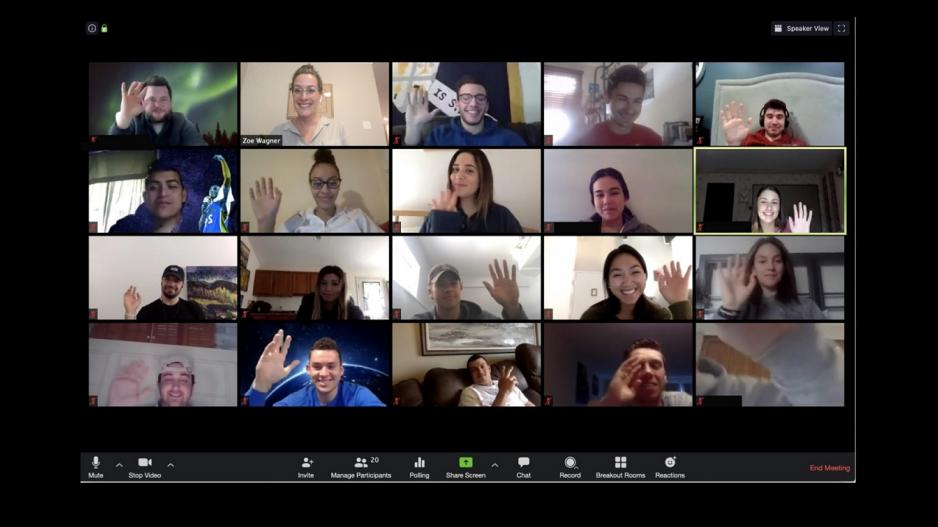 Speaker View
IS S
Zoe Wagner
20
Mute
Stop Video
Invite
Manage Participants
Polling
Share Screen
Chat
Record
Breakout Rooms
Reactions
End Meeting